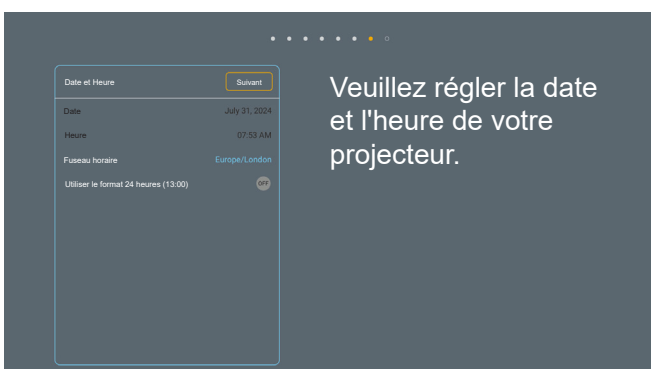 Date et Heure Suivant
Date July 31, 2024
Heure 07:53 AM
Fuseau horaire Europe/London
Utiliser le format 24 heures (13:00) OFF
Veuillez régler la date
et l'heure de votre
projecteur.